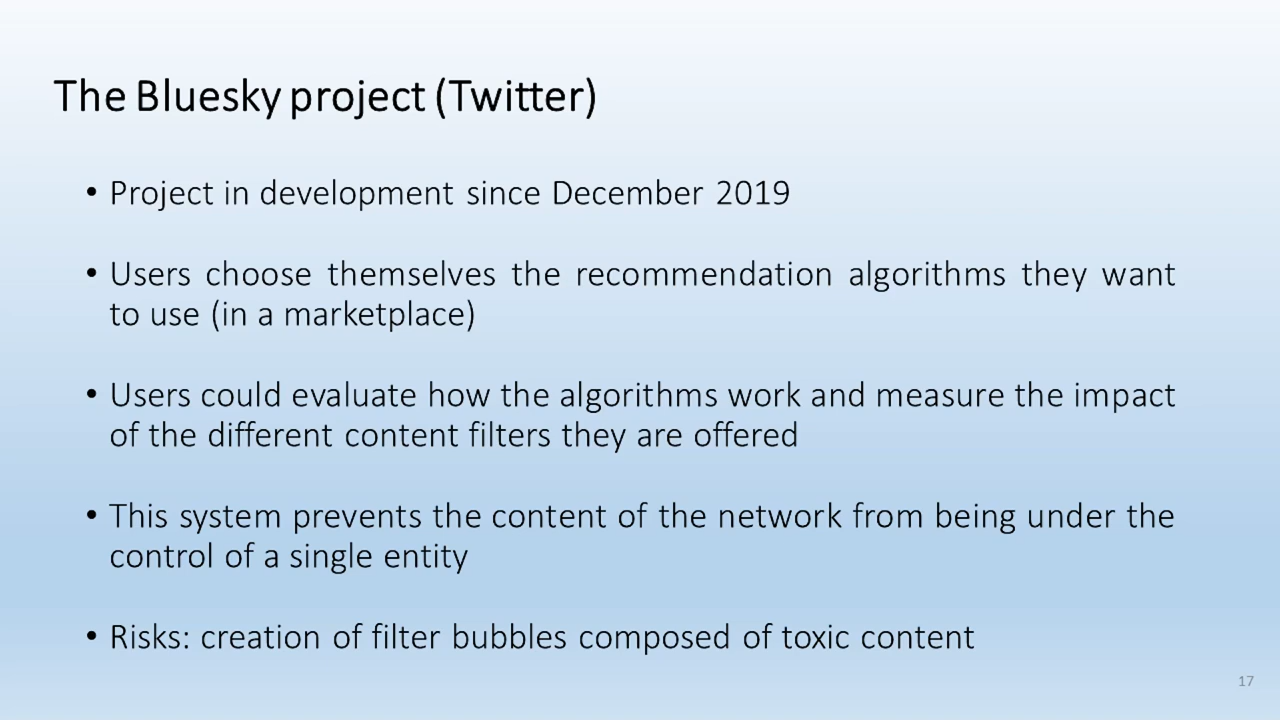 The Bluesky project (Twitter)
• Project in development since December 2019
• Users choose themselves the recommendation algorithms they want
to use (in a marketplace)
• Users could evaluate how the algorithms work and measure the impact
of the different content filters they are offered
• This system prevents the content of the network from being under the
control of a single entity
• Risks: creation of filter bubbles composed of toxic content
17